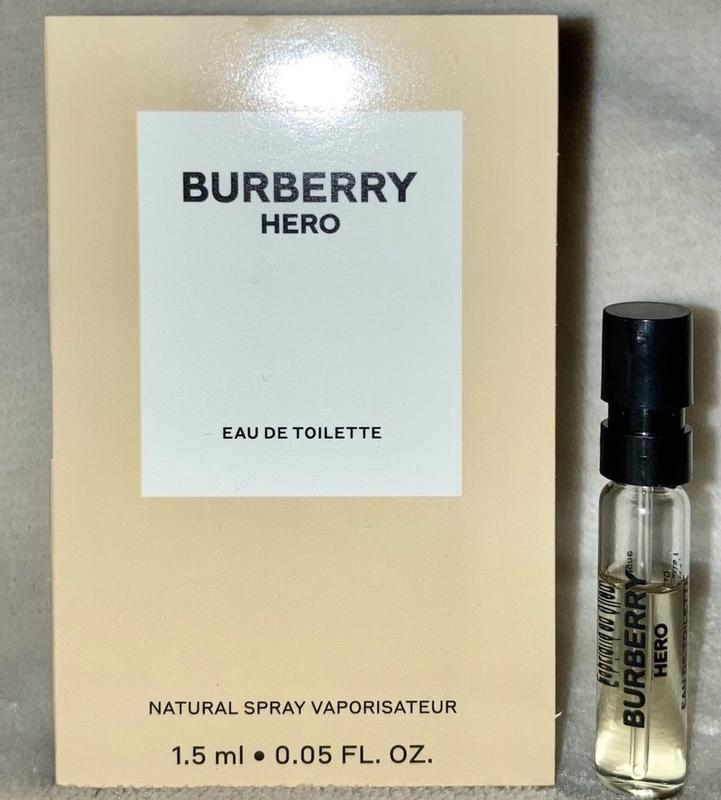 BURBERRY
HERO
EAU DE TOILETTE
NATURAL SPRAY VAPORISATEUR
1.5 ml • 0.05 FL. OZ.
BURBERRY
HERO
EAU DE TOILETTE